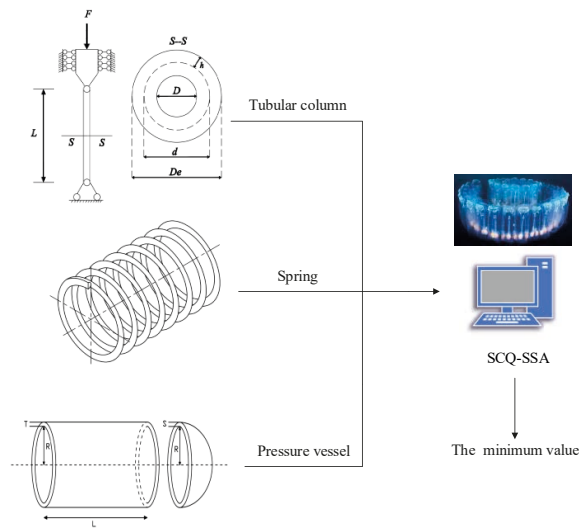 F
S--S
h
D
L
S
S
d
De
Tubular column
Spring
SCQ-SSA
T
R
S
R
L
Pressure vessel
The minimum value